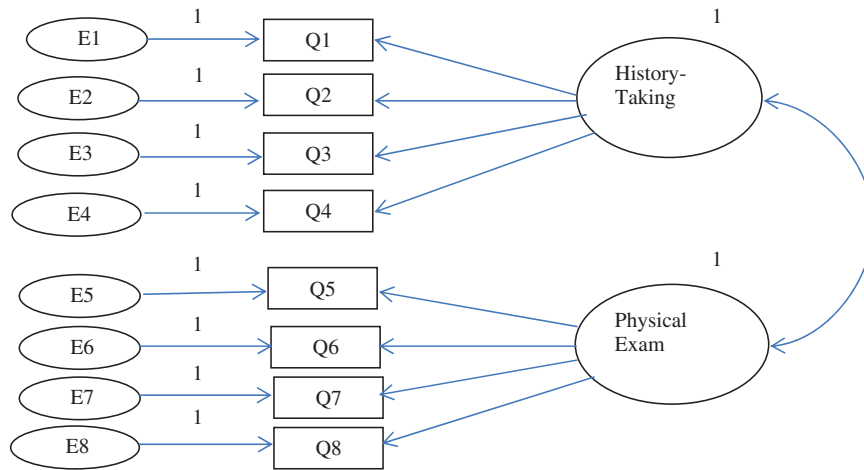 1 1
E1 Q1
History-
Taking
1
E2 Q2
1
E3 Q3
1
E4 Q4
1 1
E5 Q5
Physical
Exam
1
E6 Q6
1
E7 Q7
1
E8 Q8